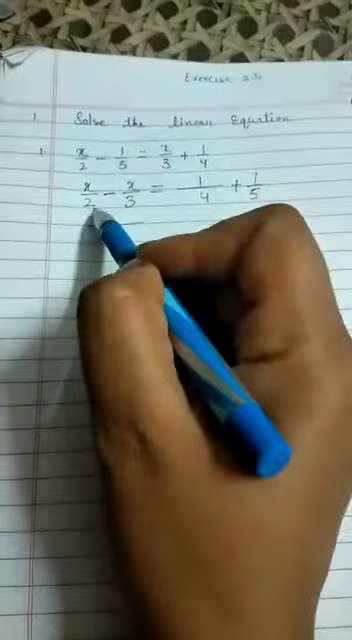 Exercise 2.5
1 Solve the linear Equation
1. x/2 - 1/5 = x/3 + 1/4
x/2 - x/3 = 1/4 + 1/5